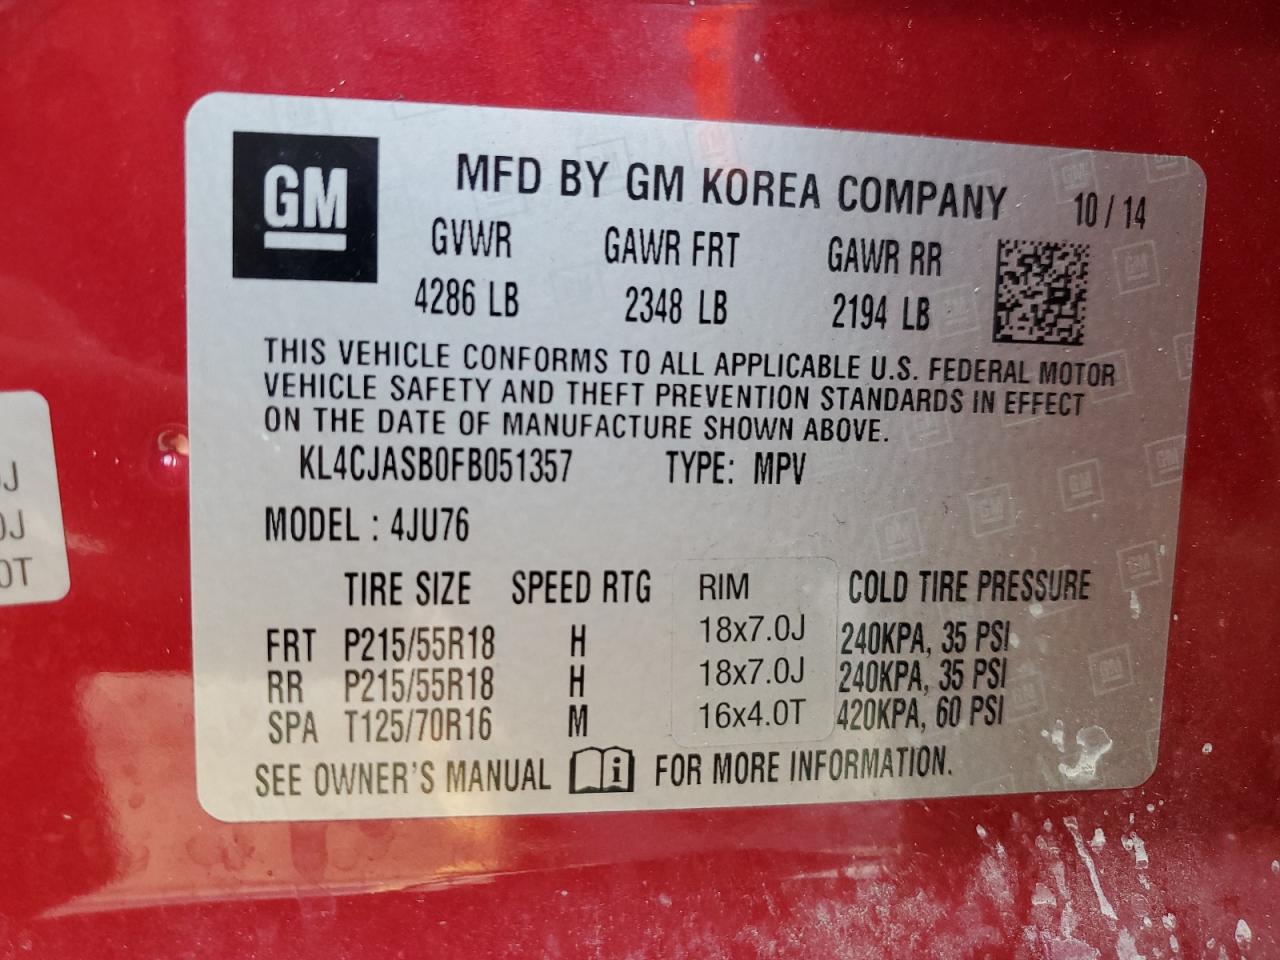 GM
MFD BY GM KOREA COMPANY 10 / 14
GVWR GAWR FRT GAWR RR
4286 LB 2348 LB 2194 LB
THIS VEHICLE CONFORMS TO ALL APPLICABLE U.S. FEDERAL MOTOR
VEHICLE SAFETY AND THEFT PREVENTION STANDARDS IN EFFECT
ON THE DATE OF MANUFACTURE SHOWN ABOVE.
KL4CJASB0FB051357 TYPE: MPV
MODEL : 4JU76
TIRE SIZE SPEED RTG RIM COLD TIRE PRESSURE
FRT P215/55R18 H 18x7.0J 240KPA, 35 PSI
RR P215/55R18 H 18x7.0J 240KPA, 35 PSI
SPA T125/70R16 M 16x4.0T 420KPA, 60 PSI
SEE OWNER'S MANUAL i FOR MORE INFORMATION.
J
0J
0T